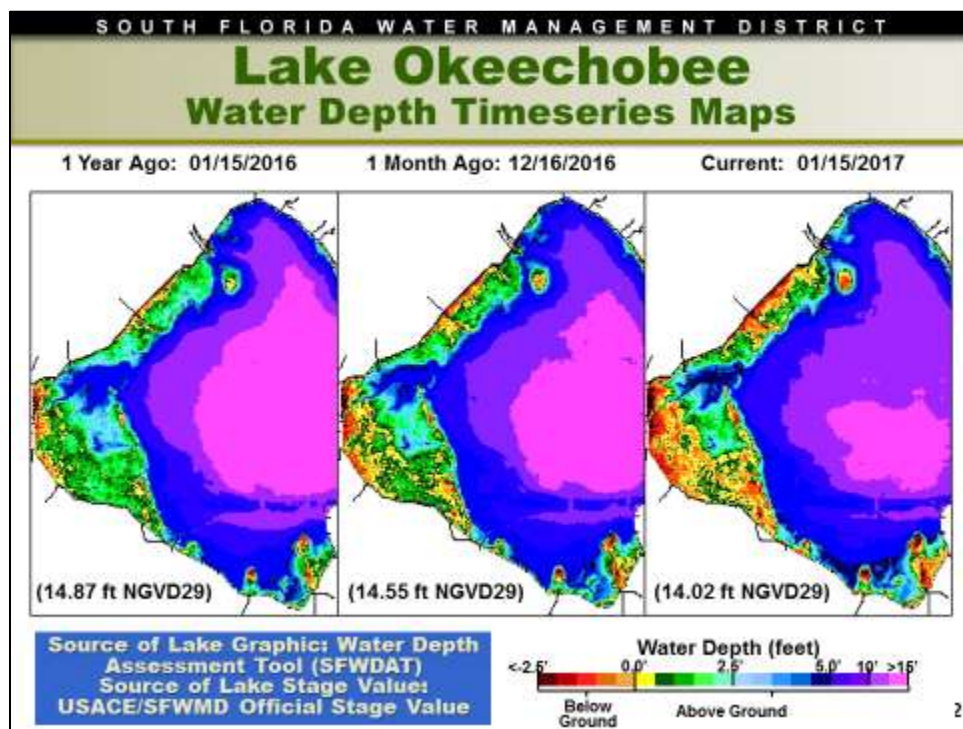 SOUTH FLORIDA WATER MANAGEMENT DISTRICT
Lake Okeechobee
Water Depth Timeseries Maps
1 Year Ago: 01/15/2016
1 Month Ago: 12/16/2016
Current: 01/15/2017
(14.87 ft NGVD29)
(14.55 ft NGVD29)
(14.02 ft NGVD29)
Source of Lake Graphic: Water Depth
Assessment Tool (SFWDAT)
Source of Lake Stage Value:
USACE/SFWMD Official Stage Value
Water Depth (feet)
<-2.5' 0.0' 2.5' 5.0' 10' >15'
Below
Ground
Above Ground
2